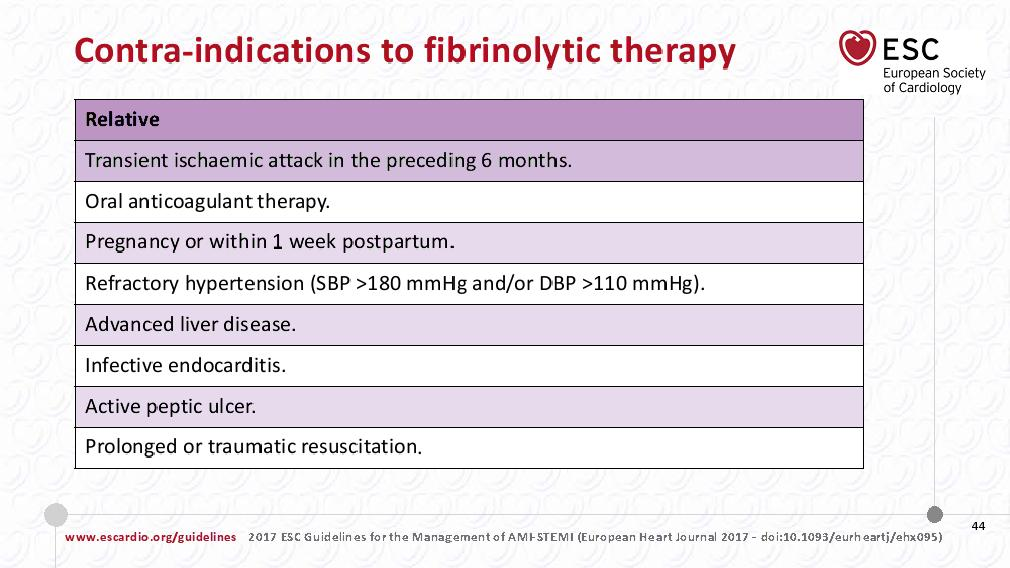 Contra-indications to fibrinolytic therapy
ESC
European Society
of Cardiology
Relative
Transient ischaemic attack in the preceding 6 months.
Oral anticoagulant therapy.
Pregnancy or within 1 week postpartum.
Refractory hypertension (SBP >180 mmHg and/or DBP >110 mmHg).
Advanced liver disease.
Infective endocarditis.
Active peptic ulcer.
Prolonged or traumatic resuscitation.
44
www.escardio.org/guidelines 2017 ESC Guidelines for the Management of AMI-STEMI (European Heart Journal 2017 - doi:10.1093/eurheartj/ehx095)